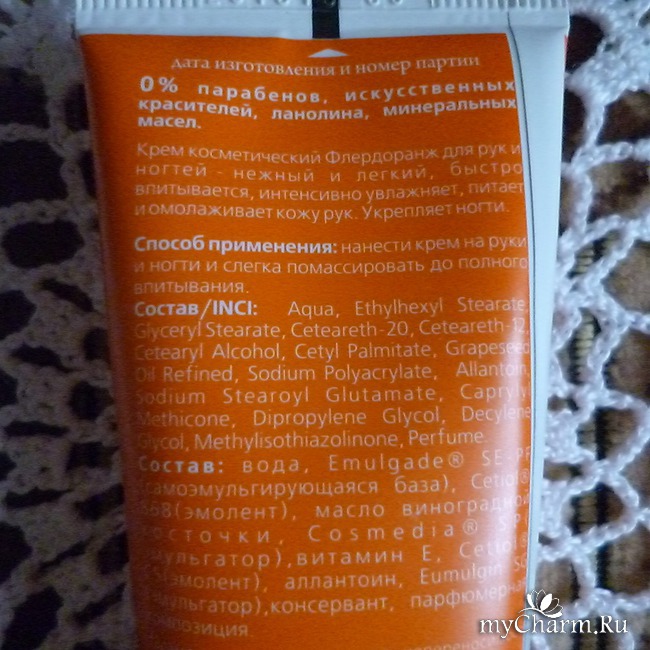 дата изготовления и номер партии
0% парабенов, искусственных
красителей, ланолина, минеральных
масел.
Крем косметический Флердоранж для рук и
ногтей - нежный и легкий, быстро
впитывается, интенсивно увлажняет, питает
и омолаживает кожу рук. Укрепляет ногти.
Способ применения: нанести крем на руки
и ногти и слегка помассировать до полного
впитывания.
Состав/INCI: Aqua, Ethylhexyl Stearate,
Glyceryl Stearate, Ceteareth-20, Ceteareth-12,
Cetearyl Alcohol, Cetyl Palmitate, Grapeseed
Oil Refined, Sodium Polyacrylate, Allantoin,
Sodium Stearoyl Glutamate, Caprylyl
Methicone, Dipropylene Glycol, Decylene
Glycol, Methylisothiazolinone, Perfume.
Состав: вода, Emulgade® SE-PF
(самоэмульгирующаяся база), Cetiol®
868(эмолент), масло виноградной
косточки, Cosmedia®
(эмульгатор),витамин Е, Cetiol®
(эмолент), аллантоин, Eumulgin
(эмульгатор),консервант, парфюмерная
композиция.
myCharm.Ru